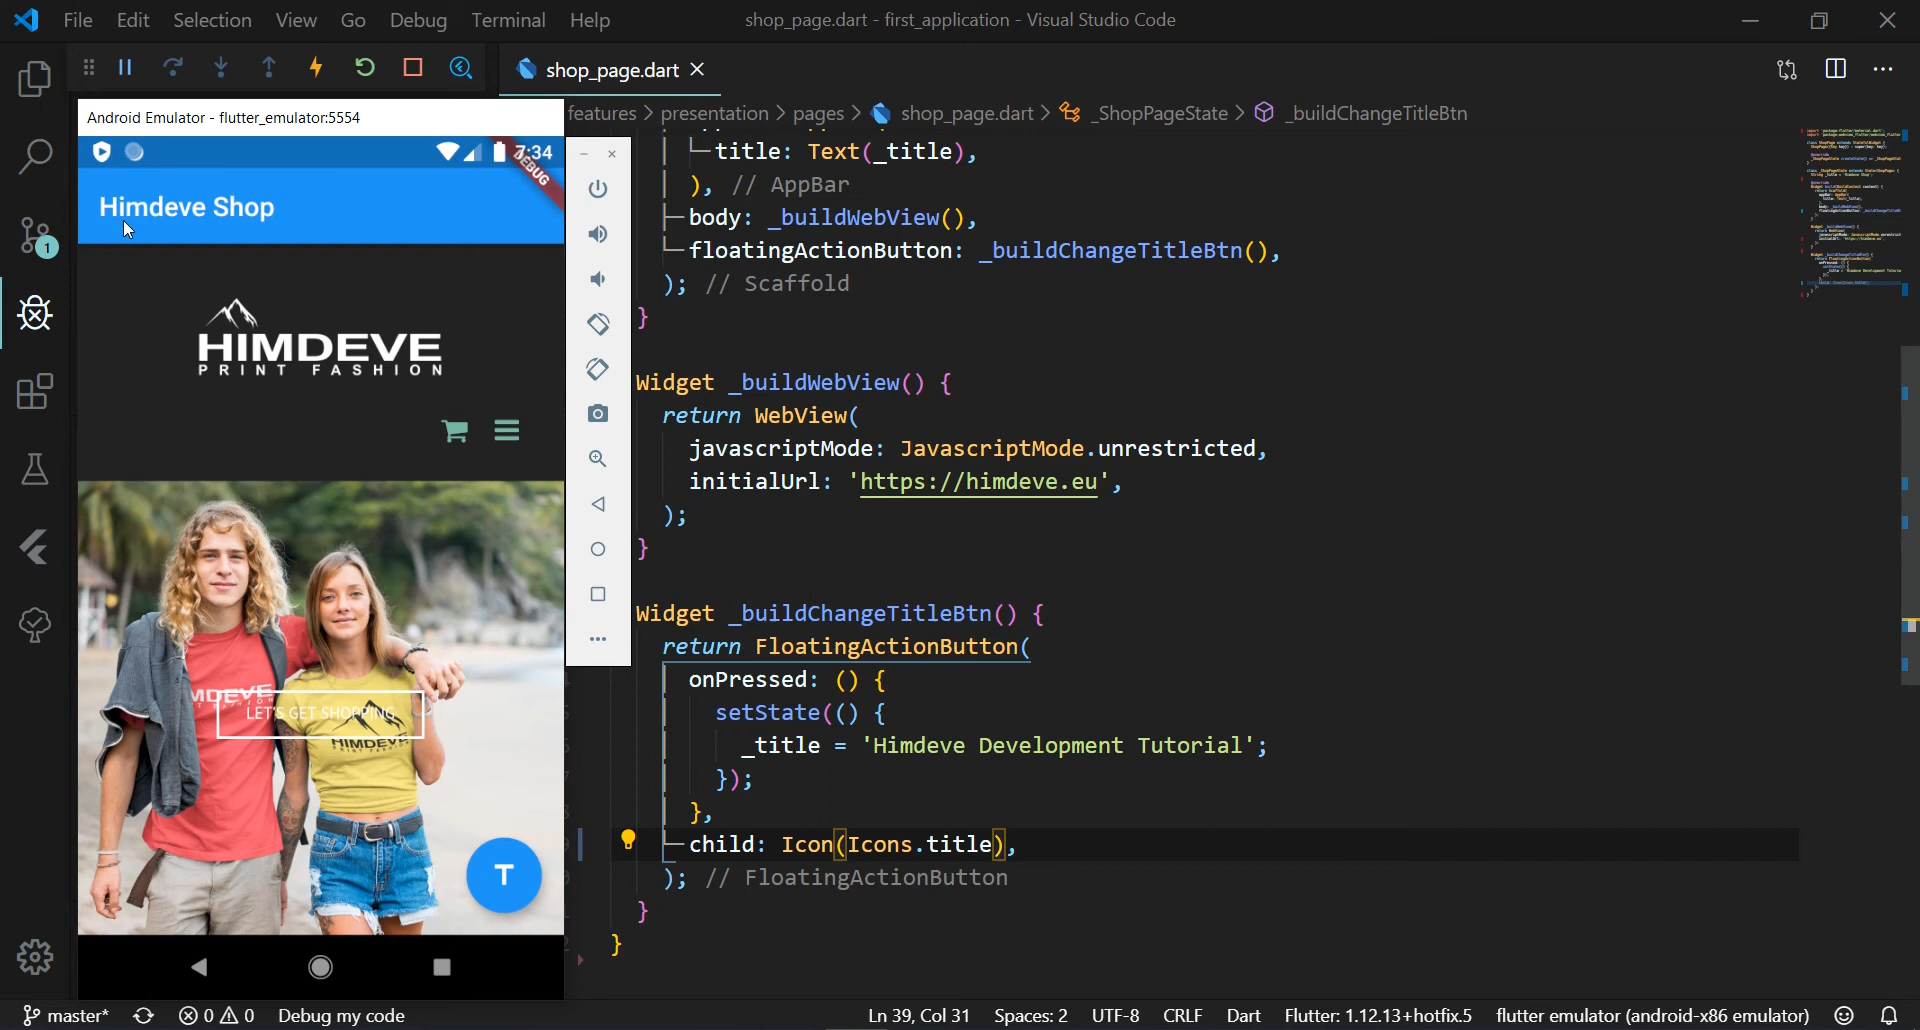 File Edit Selection View Go Debug Terminal Help
shop_page.dart - first_application - Visual Studio Code
shop_page.dart
features > presentation > pages > shop_page.dart > _ShopPageState > _buildChangeTitleBtn
Android Emulator - flutter_emulator:5554
7:34
DEBUG
Himdeve Shop
HIMDEVE
PRINT FASHION
HIMDEVE
LET'S GET SHOPPING
HIMDEVE
T
title: Text(_title),
), // AppBar
body: _buildWebView(),
floatingActionButton: _buildChangeTitleBtn(),
); // Scaffold
}
Widget _buildWebView() {
return WebView(
javascriptMode: JavascriptMode.unrestricted,
initialUrl: 'https://himdeve.eu',
);
}
Widget _buildChangeTitleBtn() {
return FloatingActionButton(
onPressed: () {
setState(() {
_title = 'Himdeve Development Tutorial';
});
},
child: Icon(Icons.title),
); // FloatingActionButton
}
}
1
master* 0 0 Debug my code
Ln 39, Col 31 Spaces: 2 UTF-8 CRLF Dart Flutter: 1.12.13+hotfix.5 flutter emulator (android-x86 emulator)